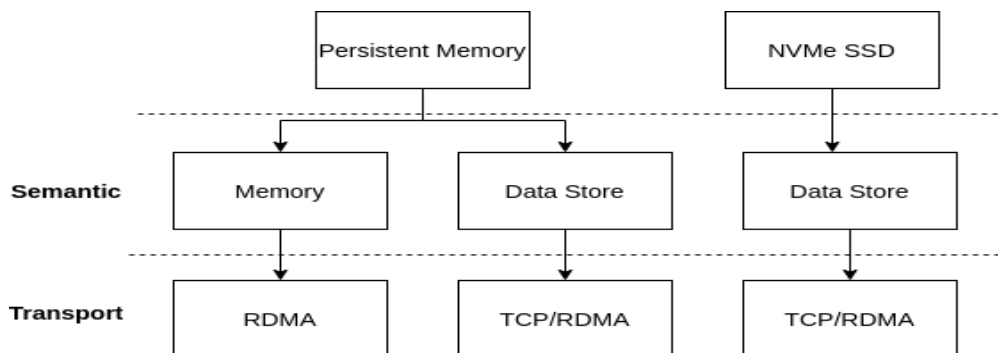 Persistent Memory
NVMe SSD
Semantic
Memory
Data Store
Data Store
Transport
RDMA
TCP/RDMA
TCP/RDMA